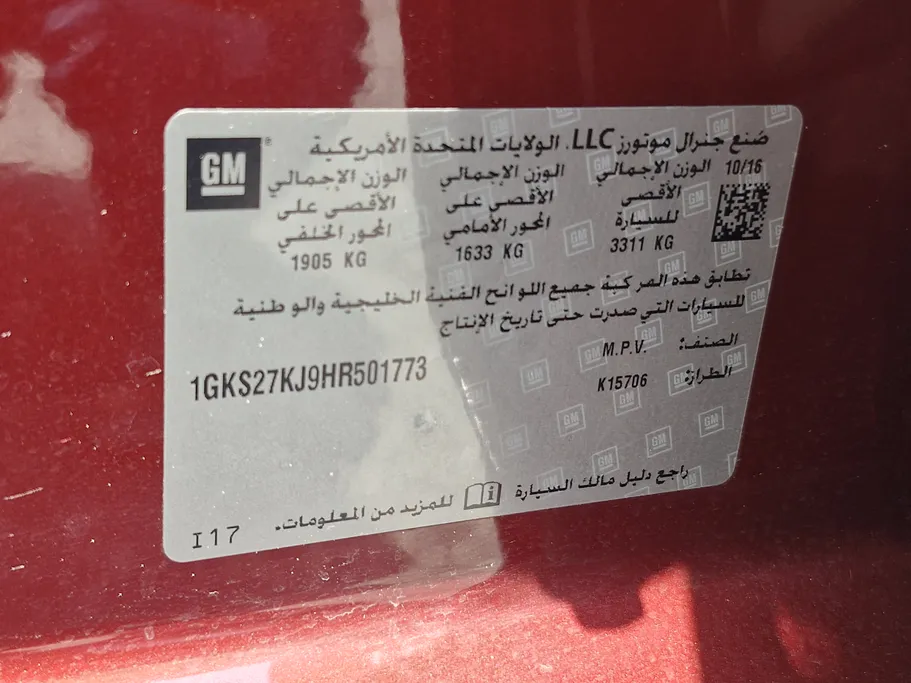 GM
صُنع جنرال موتورز LLC. الولايات المتحدة الأمريكية
10/16
الوزن الإجمالي
الأقصى
للسيارة
3311 KG
الوزن الإجمالي
الأقصى على
المحور الأمامي
1633 KG
الوزن الإجمالي
الأقصى على
المحور الخلفي
1905 KG
تطابق هذه المركبة جميع اللوائح الفنية الخليجية والوطنية
للسيارات التي صدرت حتى تاريخ الإنتاج
الصنف: M.P.V.
الطراز: K15706
1GKS27KJ9HR501773
راجع دليل مالك السيارة للمزيد من المعلومات.
I17